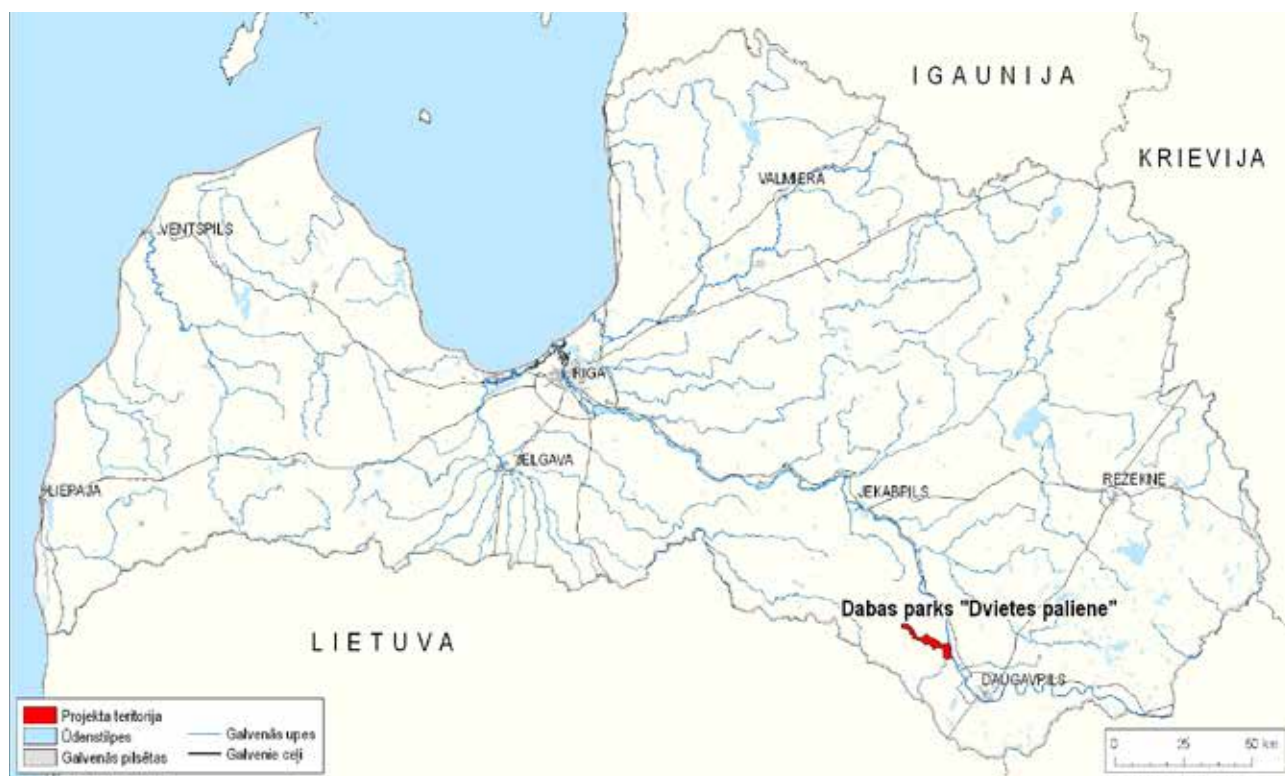 IGAUNIJA
KRIEVIJA
VALMIERA
VENTSPILS
RIGA
JELGAVA
LIEPAJA
JEKABPILS
REZEKNE
Dabas parks "Dvietes paliene"
LIETUVA
DAUGAVPILS
Projekta teritorija
Ūdenstilpes
Galvenās pilsētas
Galvenās upes
Galvenie ceļi
0 25 50 km